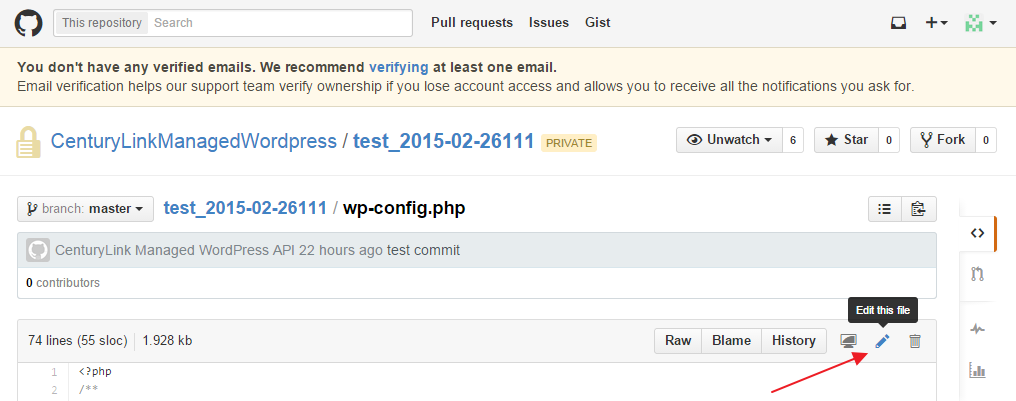 This repository Search Pull requests Issues Gist
You don't have any verified emails. We recommend verifying at least one email.
Email verification helps our support team verify ownership if you lose account access and allows you to receive all the notifications you ask for.
CenturyLinkManagedWordpress / test_2015-02-26111 PRIVATE Unwatch 6 Star 0 Fork 0
branch: master test_2015-02-26111 / wp-config.php
CenturyLink Managed WordPress API 22 hours ago test commit
0 contributors
Edit this file
74 lines (55 sloc) 1.928 kb Raw Blame History
1 <?php
2 /**